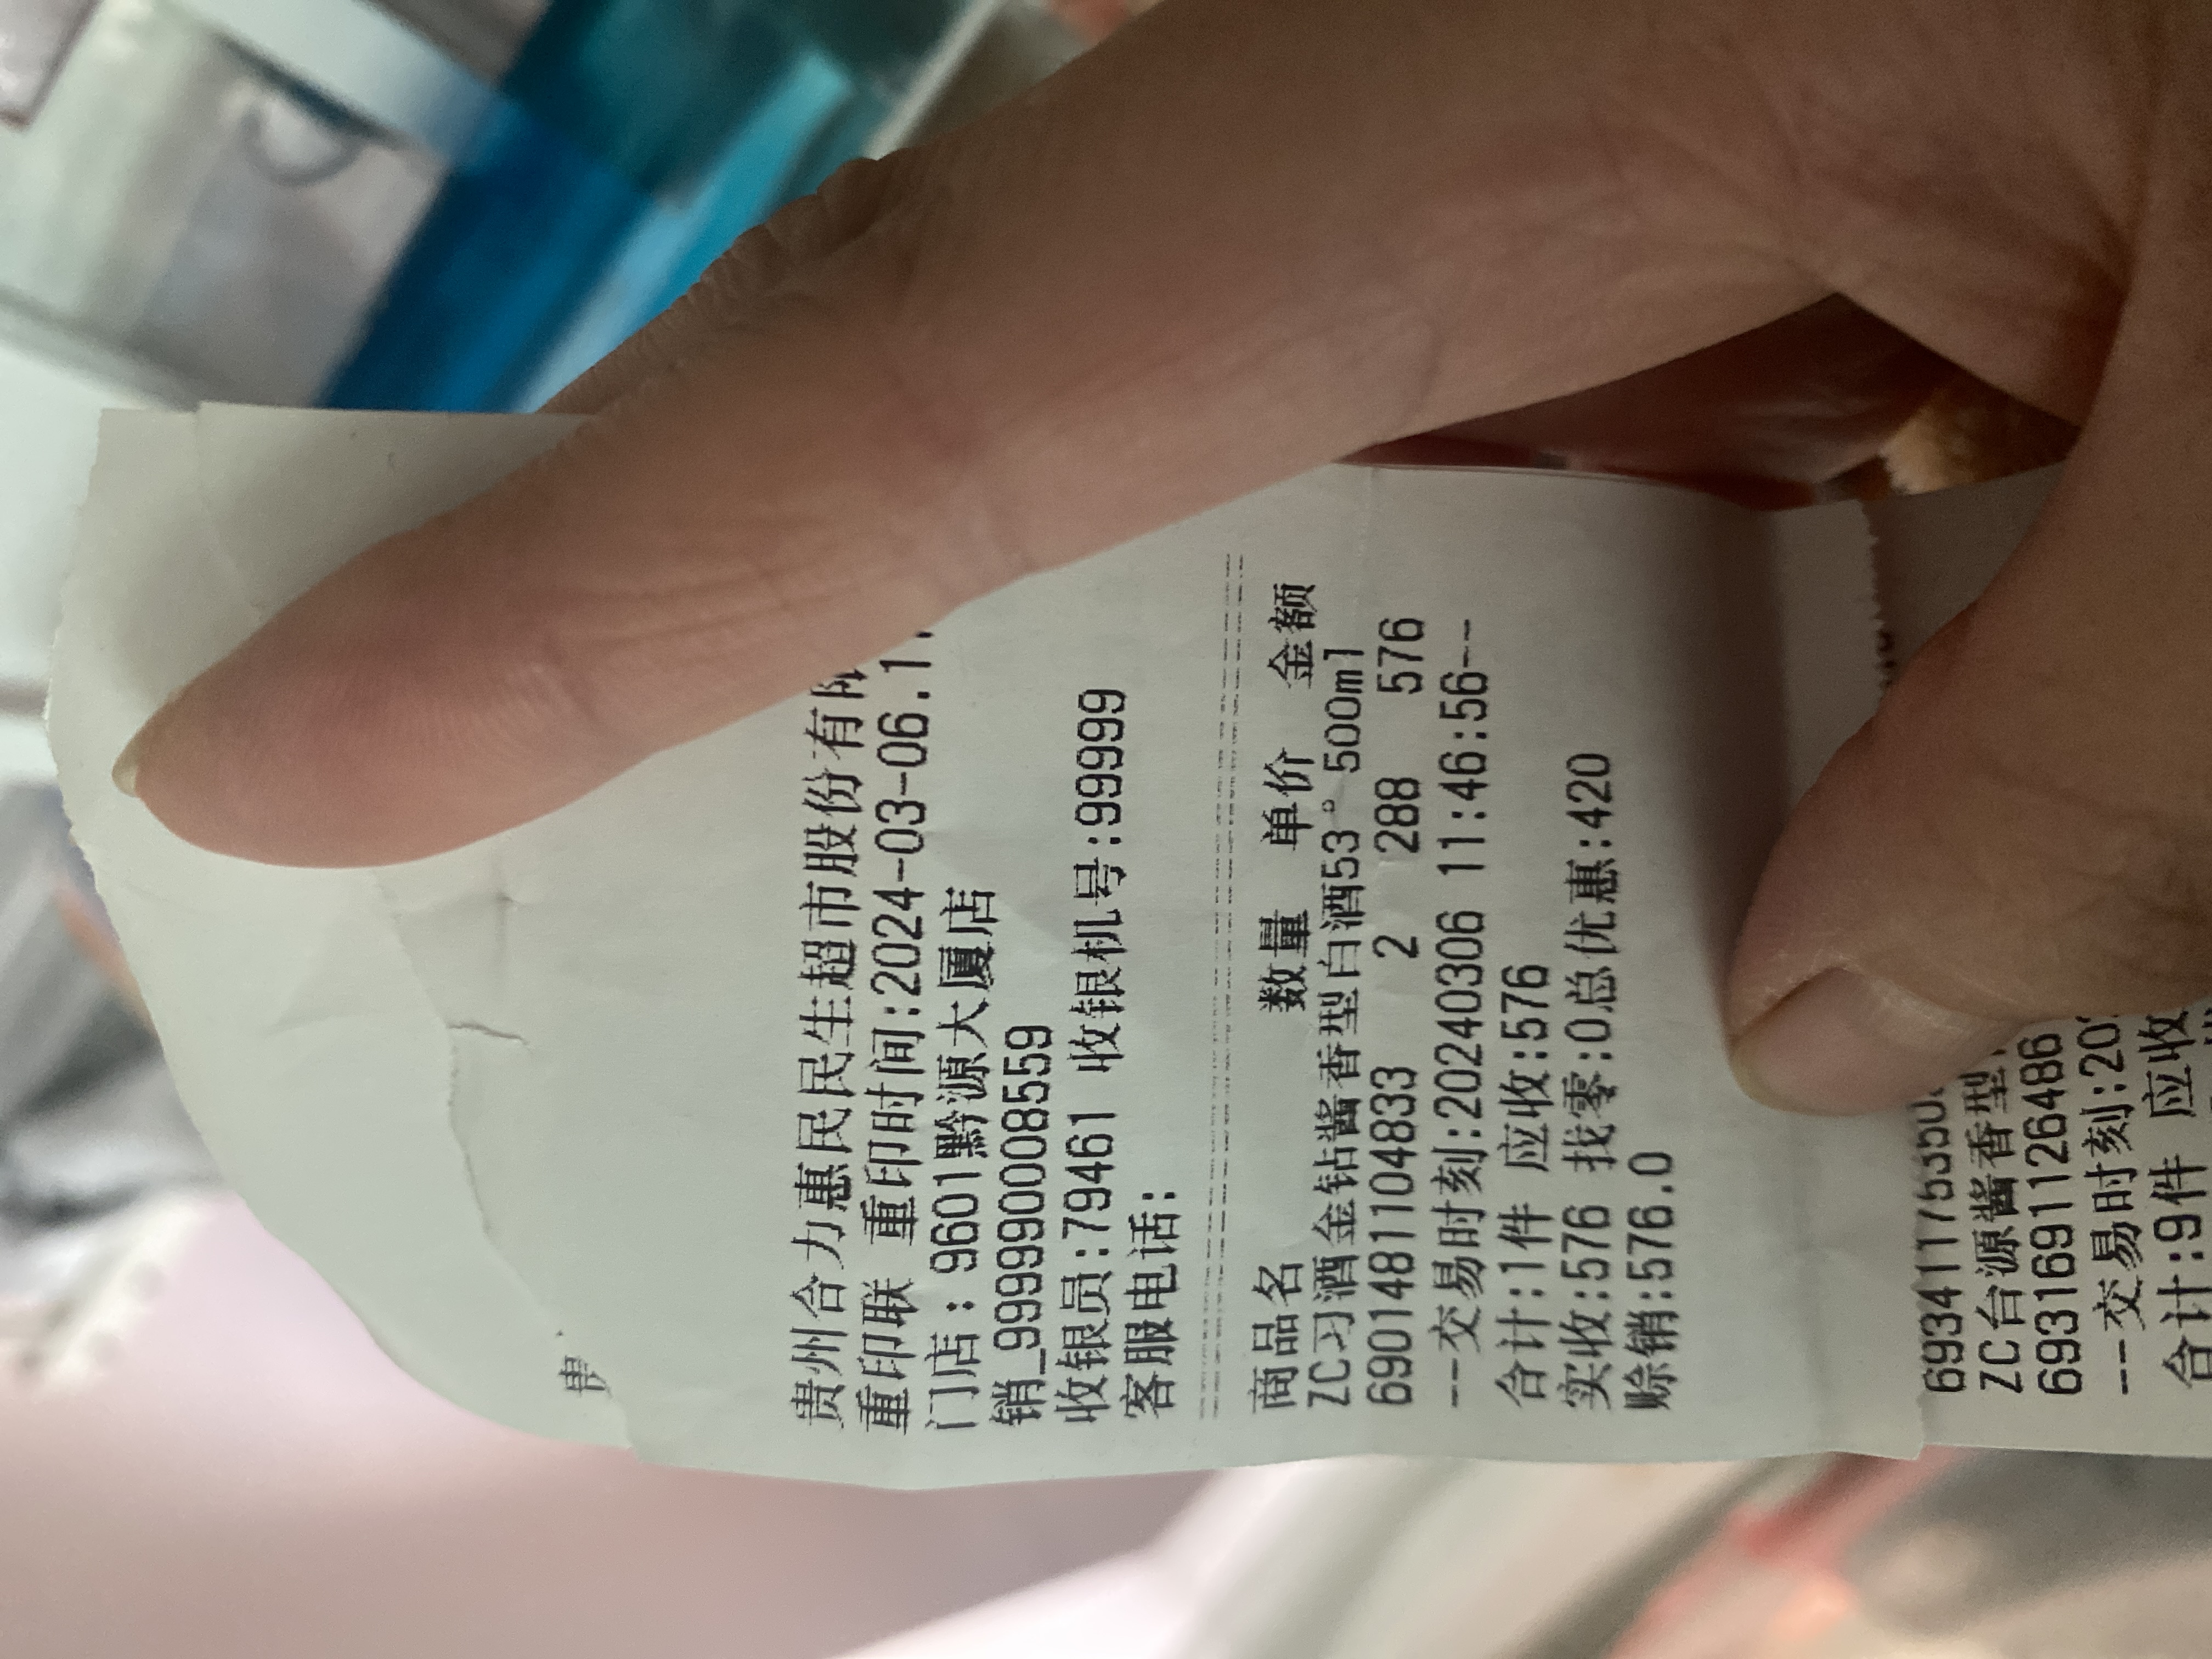 贵
贵州合力惠民民生超市股份有限
重印联 重印时间:2024-03-06.11
门店: 9601黔源大厦店
销_999990008559
收银员:79461 收银机号:99999
客服电话:
商品名 数量 单价 金额
ZC习酒金钻酱香型白酒53° 500ml
6901481104833 2 288 576
--交易时刻:20240306 11:46:56--
合计:1件 应收:576
实收:576 找零:0总优惠:420
赊销:576.0
ZC台源酱香型
6931691126486
--交易时刻:20
合计:9件 应收